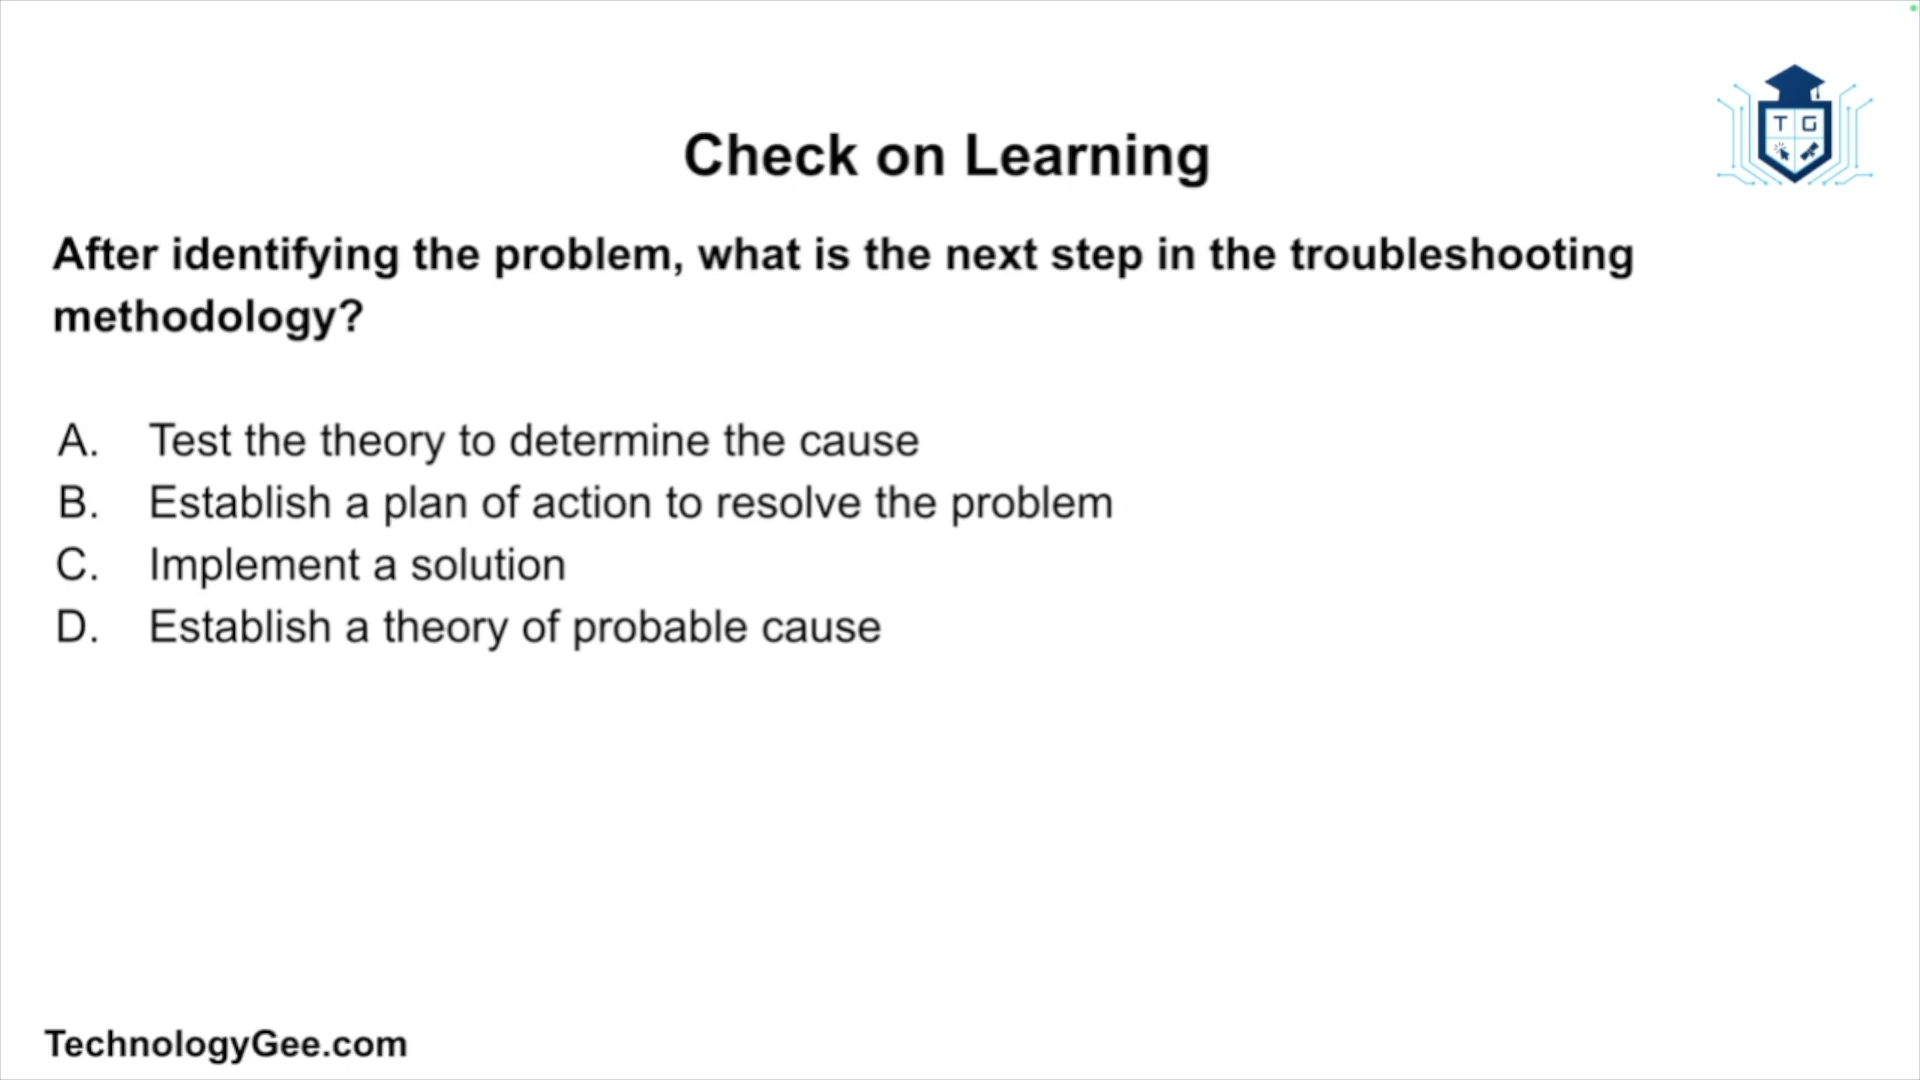 T G
Check on Learning
After identifying the problem, what is the next step in the troubleshooting
methodology?
A. Test the theory to determine the cause
B. Establish a plan of action to resolve the problem
C. Implement a solution
D. Establish a theory of probable cause
TechnologyGee.com